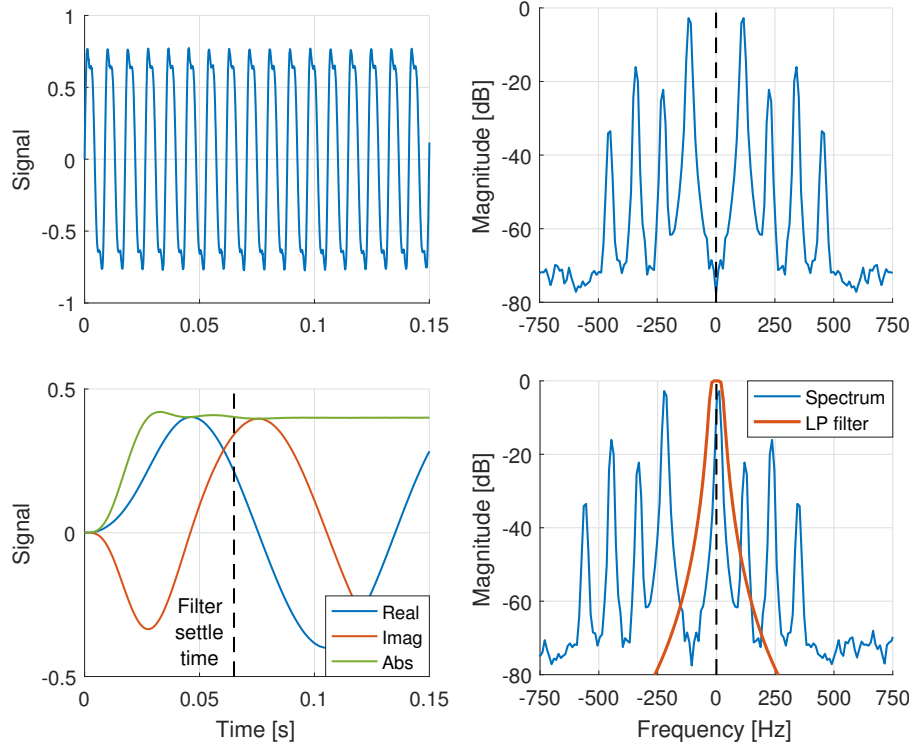 1
0.5
0
-0.5
-1
Signal
0 0.05 0.1 0.15
0
-20
-40
-60
-80
Magnitude [dB]
-750 -500 -250 0 250 500 750
0.5
0
-0.5
Signal
Filter
settle
time
Real
Imag
Abs
0 0.05 0.1 0.15
Time [s]
0
-20
-40
-60
-80
Magnitude [dB]
Spectrum
LP filter
-750 -500 -250 0 250 500 750
Frequency [Hz]